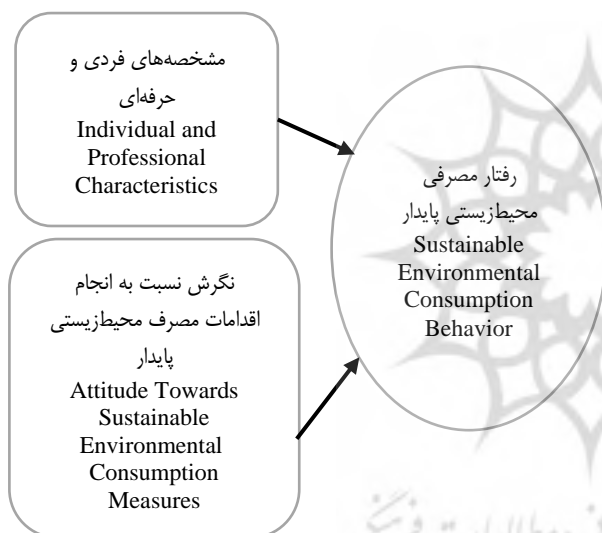 مشخصه‌های فردی و
حرفه‌ای
Individual and
Professional
Characteristics
نگرش نسبت به انجام
اقدامات مصرف محیط‌زیستی
پایدار
Attitude Towards
Sustainable
Environmental
Consumption
Measures
رفتار مصرفی
محیط‌زیستی پایدار
Sustainable
Environmental
Consumption
Behavior